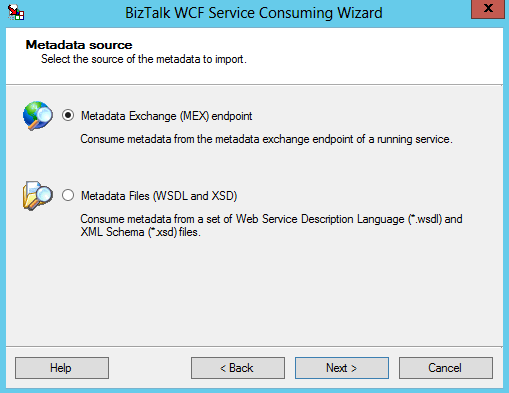 BizTalk WCF Service Consuming Wizard
x
Metadata source
Select the source of the metadata to import.
Metadata Exchange (MEX) endpoint
Consume metadata from the metadata exchange endpoint of a running service.
Metadata Files (WSDL and XSD)
Consume metadata from a set of Web Service Description Language (*.wsdl) and
XML Schema (*.xsd) files.
Help
< Back
Next >
Cancel